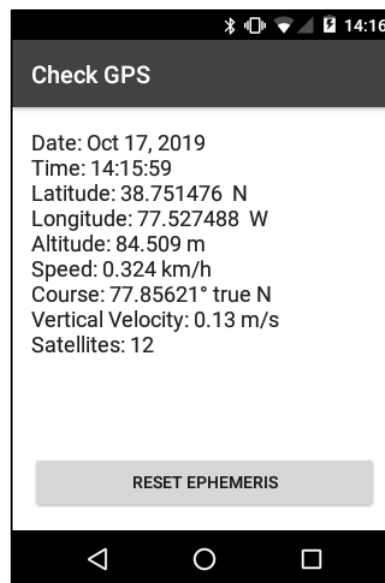 14:16
Check GPS
Date: Oct 17, 2019
Time: 14:15:59
Latitude: 38.751476 N
Longitude: 77.527488 W
Altitude: 84.509 m
Speed: 0.324 km/h
Course: 77.85621° true N
Vertical Velocity: 0.13 m/s
Satellites: 12
RESET EPHEMERIS